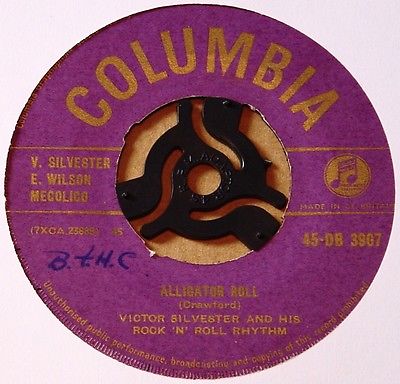 COLUMBIA
V. SILVESTER
E. WILSON
MECOLICO
MADE IN GT. BRITAIN
45-DB 3907
B.&H.C
ALLIGATOR ROLL
(Crawford)
VICTOR SILVESTER AND HIS
ROCK 'N' ROLL RHYTHM
Unauthorised public performance, broadcasting and copying of this record prohibited